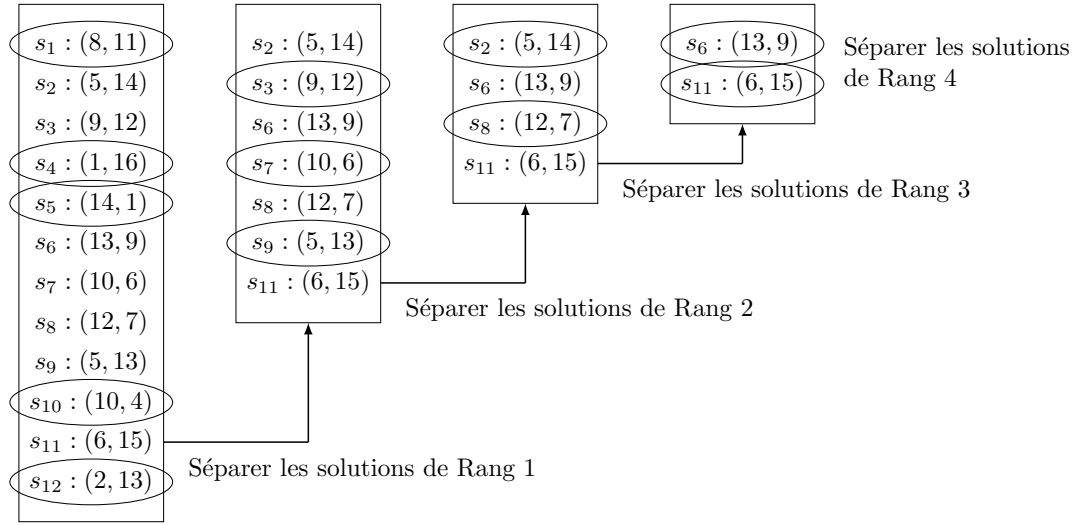 s₁ : (8, 11)
s₂ : (5, 14)
s₃ : (9, 12)
s₄ : (1, 16)
s₅ : (14, 1)
s₆ : (13, 9)
s₇ : (10, 6)
s₈ : (12, 7)
s₉ : (5, 13)
s₁₀ : (10, 4)
s₁₁ : (6, 15)
s₁₂ : (2, 13)
Séparer les solutions de Rang 1
s₂ : (5, 14)
s₃ : (9, 12)
s₆ : (13, 9)
s₇ : (10, 6)
s₈ : (12, 7)
s₉ : (5, 13)
s₁₁ : (6, 15)
Séparer les solutions de Rang 2
s₂ : (5, 14)
s₆ : (13, 9)
s₈ : (12, 7)
s₁₁ : (6, 15)
Séparer les solutions de Rang 3
s₆ : (13, 9)
s₁₁ : (6, 15)
Séparer les solutions
de Rang 4